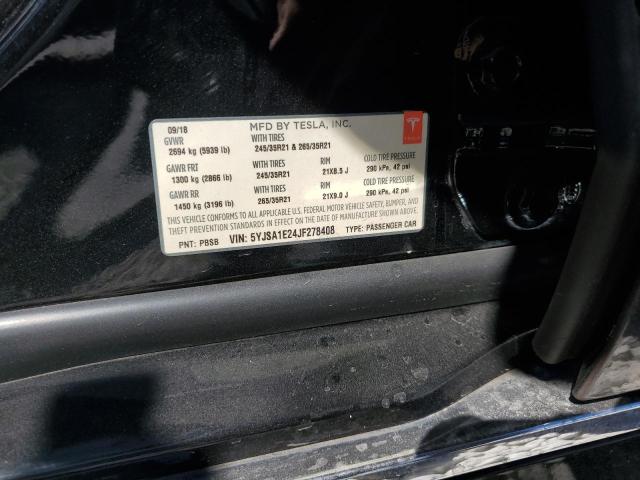 09/18 MFD BY TESLA, INC.
GVWR WITH TIRES
2694 kg (5939 lb) 245/35R21 & 265/35R21
TESLA
GAWR FRT WITH TIRES RIM COLD TIRE PRESSURE
1300 kg (2866 lb) 245/35R21 21X8.5 J 290 kPa, 42 psi
GAWR RR WITH TIRES RIM COLD TIRE PRESSURE
1450 kg (3196 lb) 265/35R21 21X9.0 J 290 kPa, 42 psi
THIS VEHICLE CONFORMS TO ALL APPLICABLE U.S. FEDERAL MOTOR VEHICLE SAFETY, BUMPER, AND
THEFT PREVENTION STANDARDS IN EFFECT ON THE DATE OF MANUFACTURE SHOWN ABOVE.
PNT: PBSB VIN: 5YJSA1E24JF278408 TYPE: PASSENGER CAR